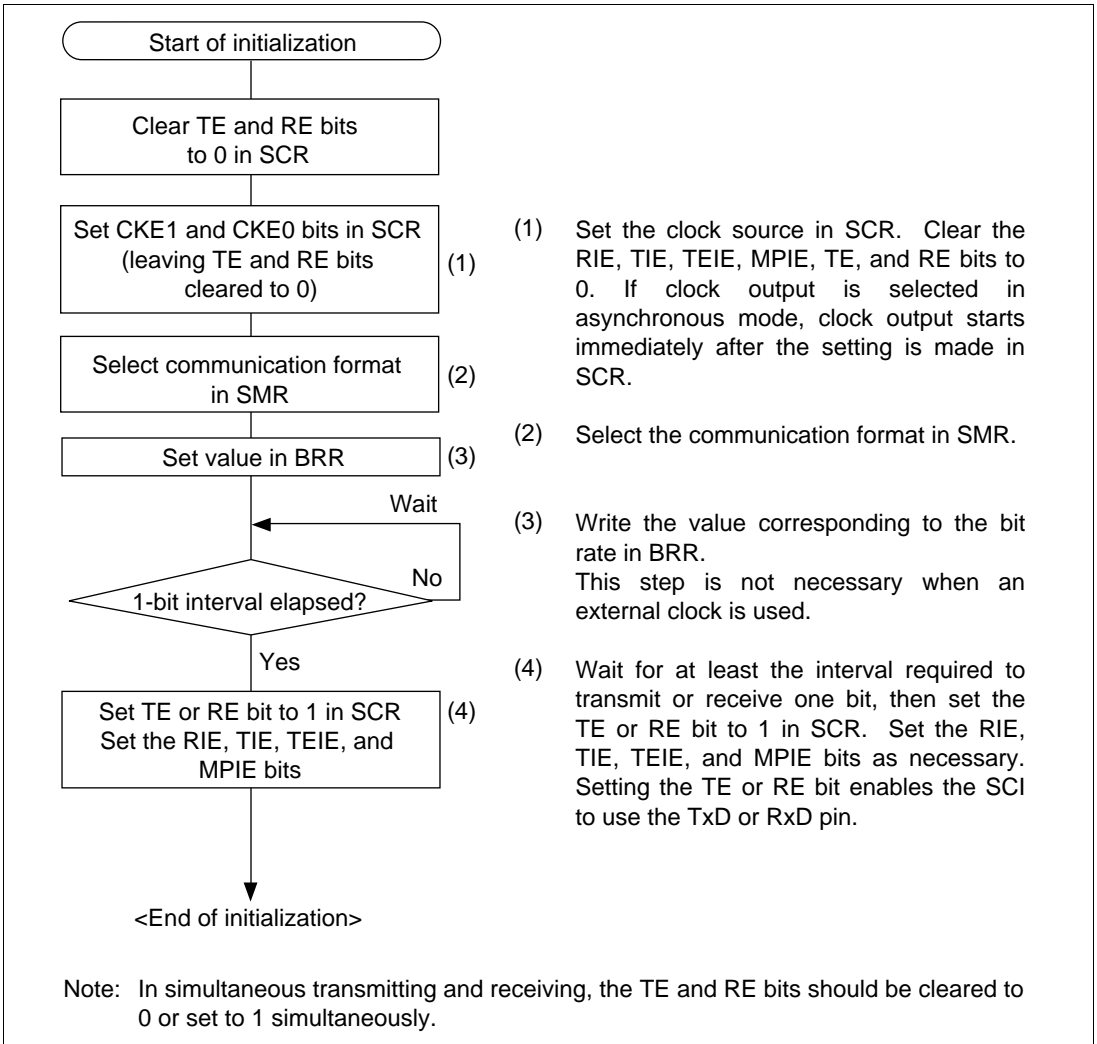 Start of initialization
Clear TE and RE bits
to 0 in SCR
Set CKE1 and CKE0 bits in SCR
(leaving TE and RE bits
cleared to 0)
(1)
Select communication format
in SMR
(2)
Set value in BRR
(3)
Wait
No
1-bit interval elapsed?
Yes
Set TE or RE bit to 1 in SCR
Set the RIE, TIE, TEIE, and
MPIE bits
(4)
<End of initialization>
(1) Set the clock source in SCR. Clear the
RIE, TIE, TEIE, MPIE, TE, and RE bits to
0. If clock output is selected in
asynchronous mode, clock output starts
immediately after the setting is made in
SCR.
(2) Select the communication format in SMR.
(3) Write the value corresponding to the bit
rate in BRR.
This step is not necessary when an
external clock is used.
(4) Wait for at least the interval required to
transmit or receive one bit, then set the
TE or RE bit to 1 in SCR. Set the RIE,
TIE, TEIE, and MPIE bits as necessary.
Setting the TE or RE bit enables the SCI
to use the TxD or RxD pin.
Note: In simultaneous transmitting and receiving, the TE and RE bits should be cleared to
0 or set to 1 simultaneously.